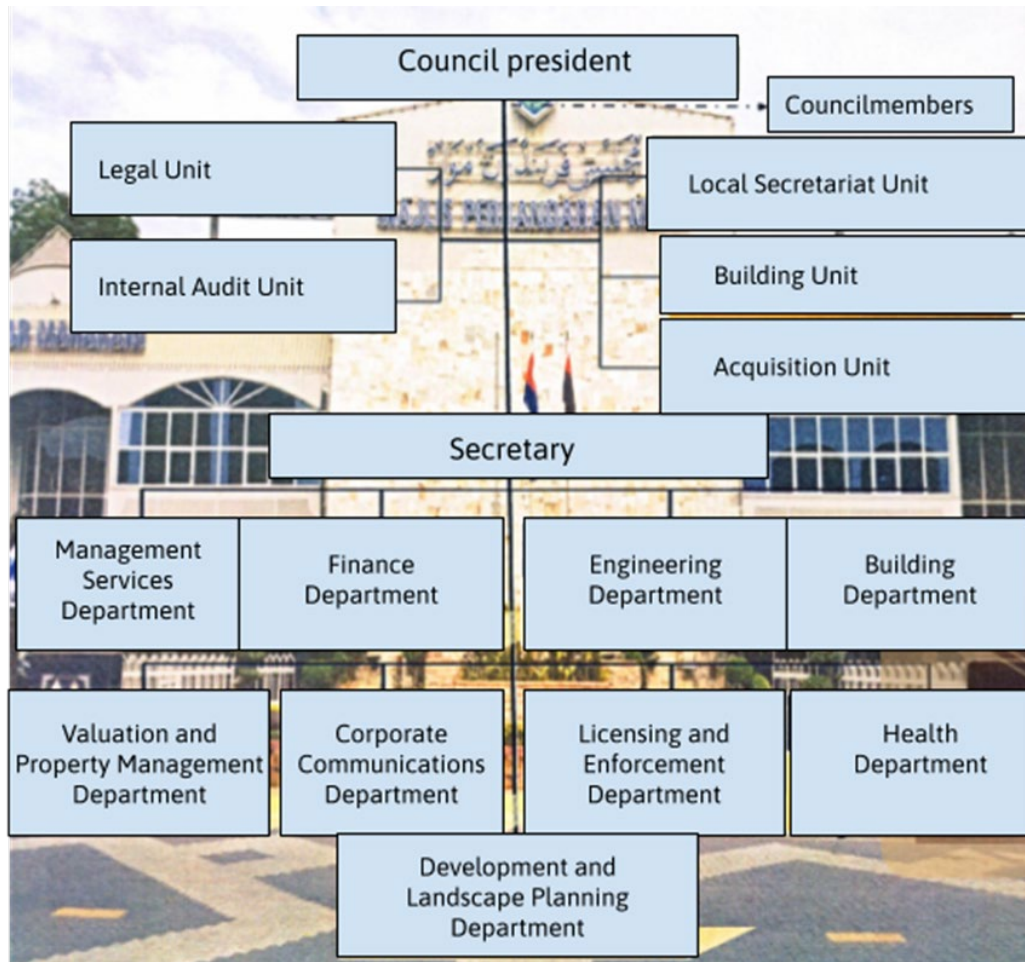 Council president
Councilmembers
Legal Unit
Local Secretariat Unit
Internal Audit Unit
Building Unit
Acquisition Unit
Secretary
Management
Services
Department
Finance
Department
Engineering
Department
Building
Department
Valuation and
Property Management
Department
Corporate
Communications
Department
Licensing and
Enforcement
Department
Health
Department
Development and
Landscape Planning
Department